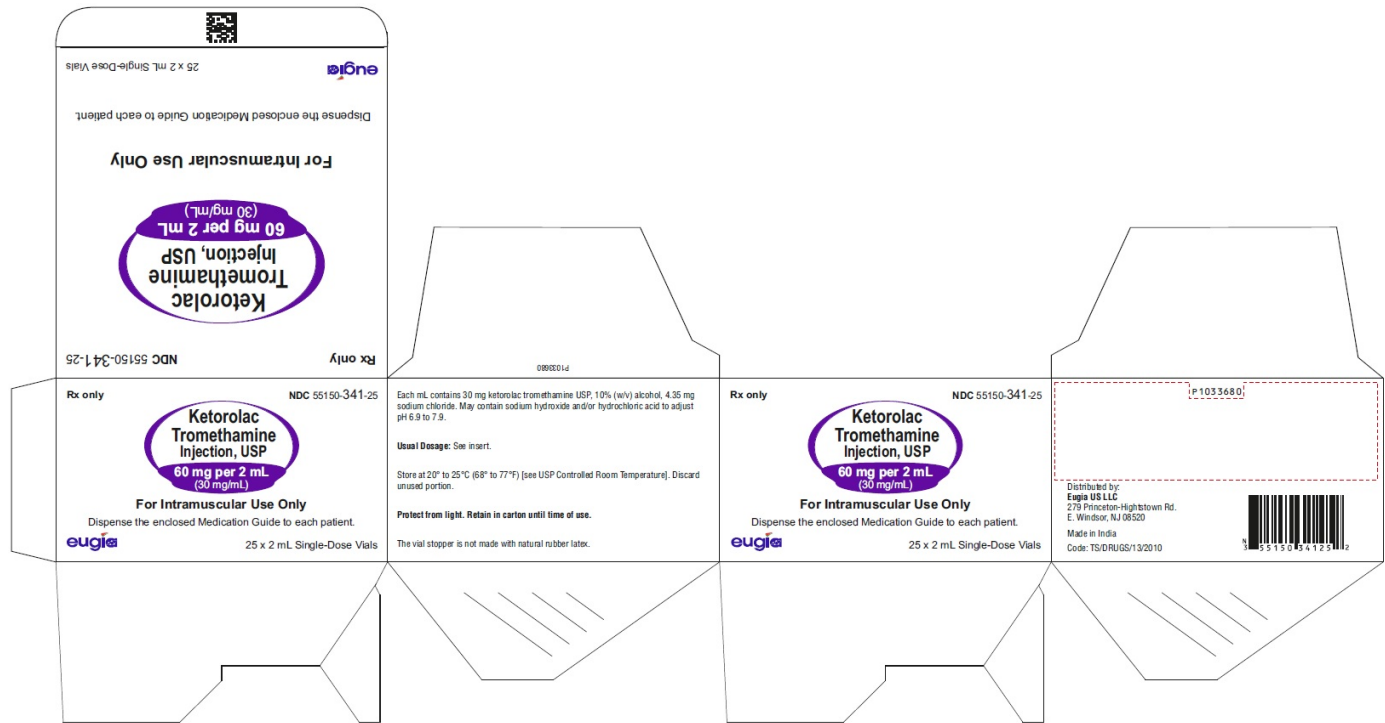 25 x 2 mL Single-Dose Vials
eugia
Dispense the enclosed Medication Guide to each patient.
For Intramuscular Use Only
Ketorolac
Tromethamine
Injection, USP
60 mg per 2 mL
(30 mg/mL)
Rx only NDC 55150-341-25
P1033680
Rx only NDC 55150-341-25
Ketorolac
Tromethamine
Injection, USP
60 mg per 2 mL
(30 mg/mL)
For Intramuscular Use Only
Dispense the enclosed Medication Guide to each patient.
eugia 25 x 2 mL Single-Dose Vials
Each mL contains 30 mg ketorolac tromethamine USP, 10% (w/v) alcohol, 4.35 mg
sodium chloride. May contain sodium hydroxide and/or hydrochloric acid to adjust
pH 6.9 to 7.9.
Usual Dosage: See insert.
Store at 20° to 25°C (68° to 77°F) [see USP Controlled Room Temperature]. Discard
unused portion.
Protect from light. Retain in carton until time of use.
The vial stopper is not made with natural rubber latex.
Rx only NDC 55150-341-25
Ketorolac
Tromethamine
Injection, USP
60 mg per 2 mL
(30 mg/mL)
For Intramuscular Use Only
Dispense the enclosed Medication Guide to each patient.
eugia 25 x 2 mL Single-Dose Vials
P1033680
Distributed by:
Eugia US LLC
279 Princeton-Hightstown Rd.
E. Windsor, NJ 08520
Made in India
Code: TS/DRUGS/13/2010
N
3 55150 34125 2